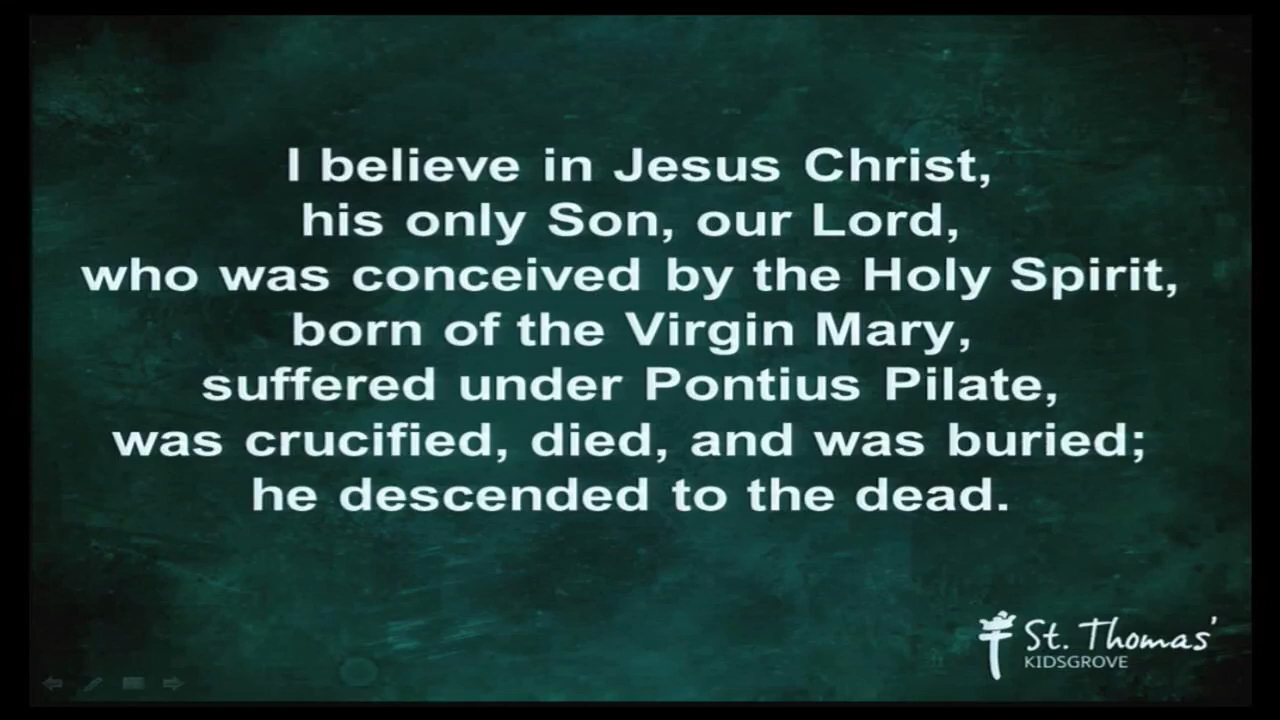 I believe in Jesus Christ,
his only Son, our Lord,
who was conceived by the Holy Spirit,
born of the Virgin Mary,
suffered under Pontius Pilate,
was crucified, died, and was buried;
he descended to the dead.
St. Thomas'
KIDSGROVE